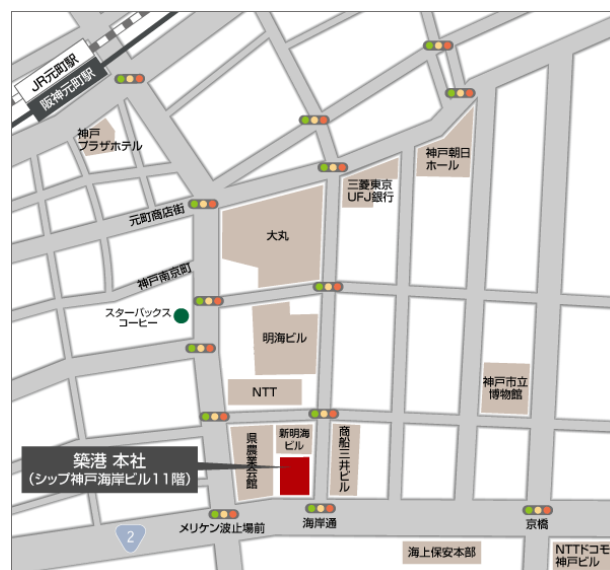 JR元町駅
阪神元町駅
神戸
プラザホテル
神戸朝日
ホール
三菱東京
UFJ銀行
元町商店街
大丸
神戸南京町
スターバックス
コーヒー
明海ビル
神戸市立
博物館
NTT
県農業会館
新明海
ビル
商船三井ビル
築港 本社
(シップ神戸海岸ビル11階)
メリケン波止場前
海岸通
京橋
2
海上保安本部
NTTドコモ
神戸ビル